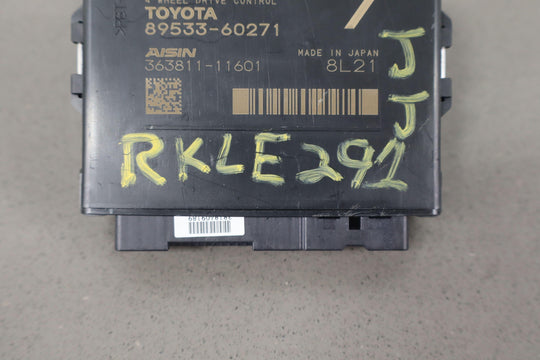 4 WHEEL DRIVE CONTROL
TOYOTA
89533-60271
AISIN
MADE IN JAPAN
363811-11601
8L21
RKLE291